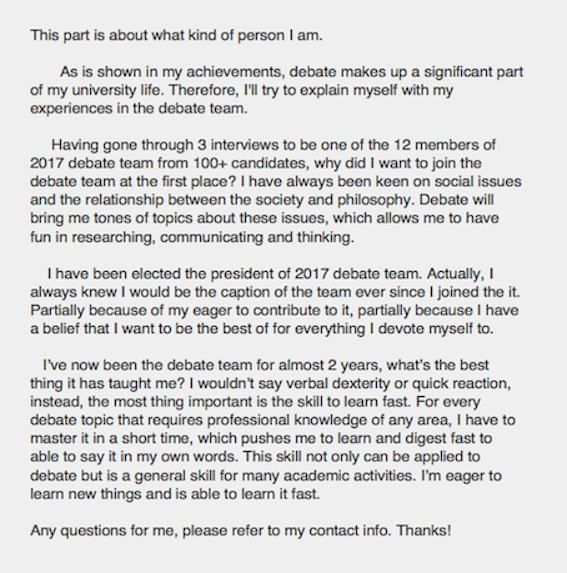 This part is about what kind of person I am.
As is shown in my achievements, debate makes up a significant part
of my university life. Therefore, I'll try to explain myself with my
experiences in the debate team.
Having gone through 3 interviews to be one of the 12 members of
2017 debate team from 100+ candidates, why did I want to join the
debate team at the first place? I have always been keen on social issues
and the relationship between the society and philosophy. Debate will
bring me tones of topics about these issues, which allows me to have
fun in researching, communicating and thinking.
I have been elected the president of 2017 debate team. Actually, I
always knew I would be the caption of the team ever since I joined the it.
Partially because of my eager to contribute to it, partially because I have
a belief that I want to be the best of for everything I devote myself to.
I've now been the debate team for almost 2 years, what's the best
thing it has taught me? I wouldn't say verbal dexterity or quick reaction,
instead, the most thing important is the skill to learn fast. For every
debate topic that requires professional knowledge of any area, I have to
master it in a short time, which pushes me to learn and digest fast to
able to say it in my own words. This skill not only can be applied to
debate but is a general skill for many academic activities. I'm eager to
learn new things and is able to learn it fast.
Any questions for me, please refer to my contact info. Thanks!